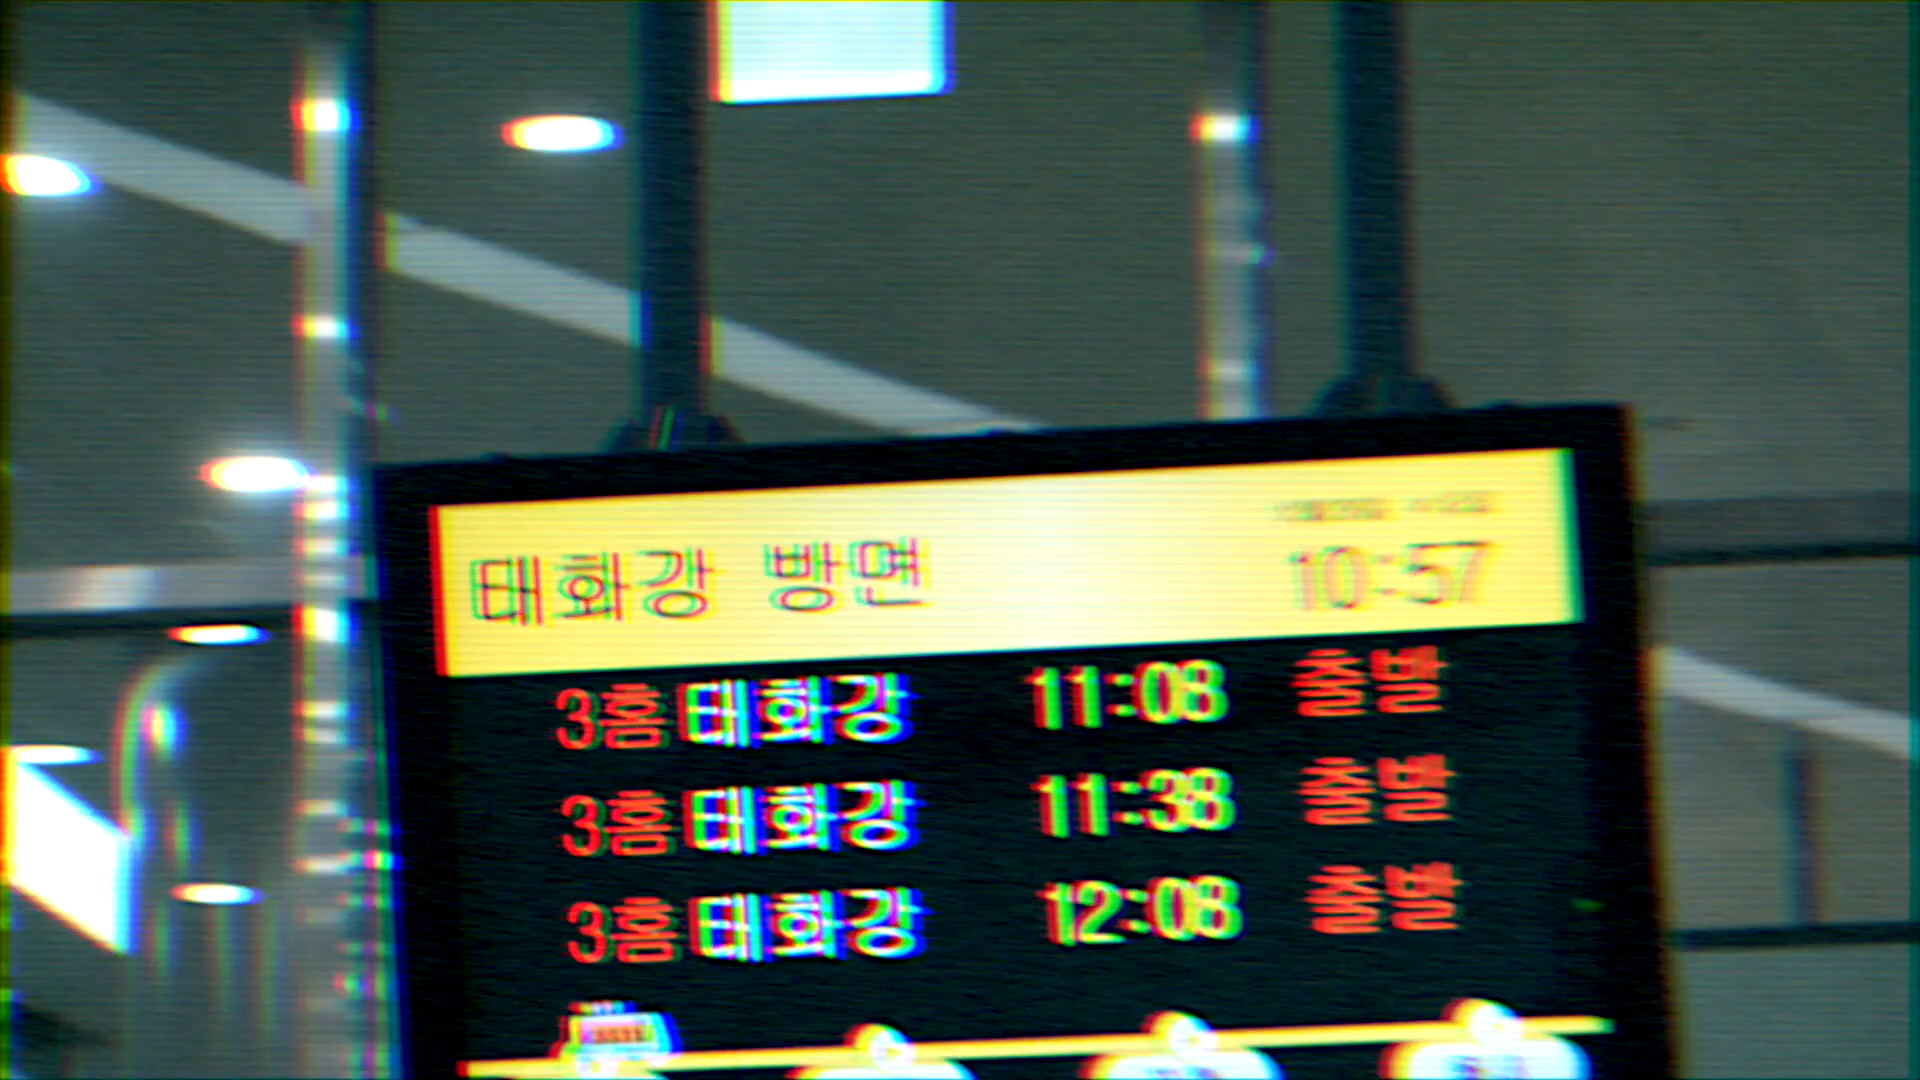 태화강 방면
10:57
3홈 태화강 11:08 출발
3홈 태화강 11:38 출발
3홈 태화강 12:08 출발